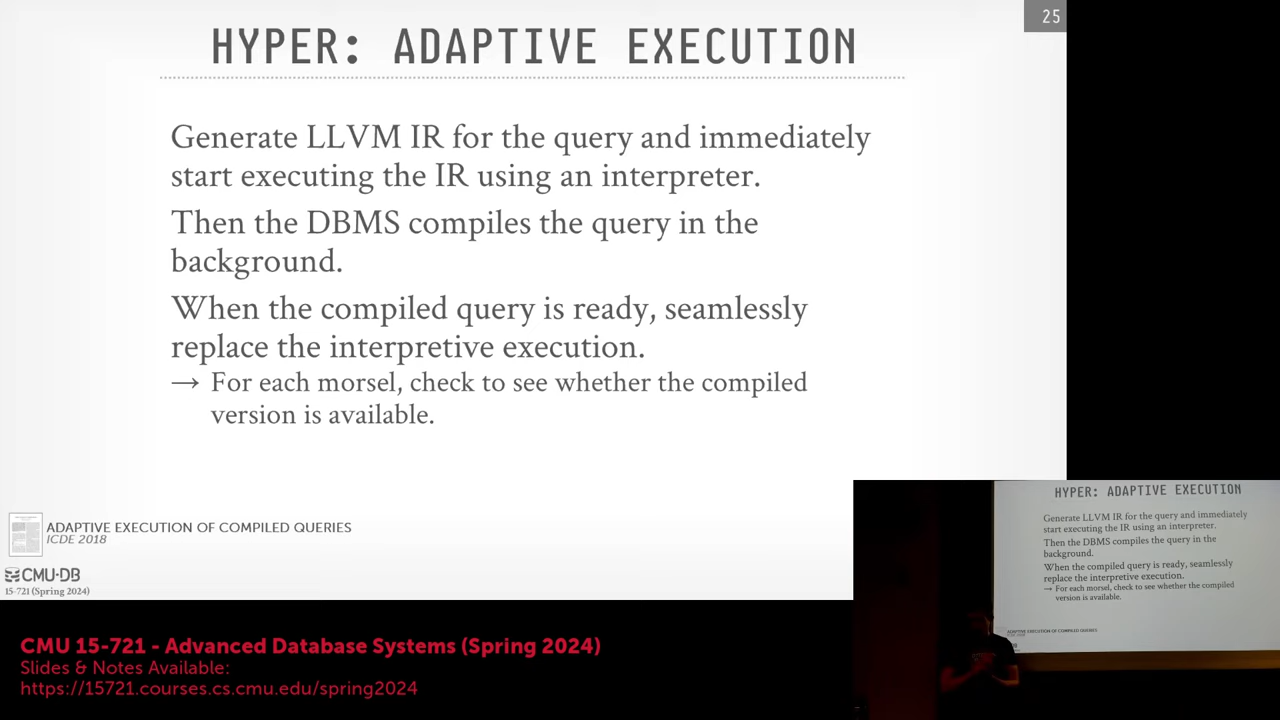 25
HYPER: ADAPTIVE EXECUTION
Generate LLVM IR for the query and immediately
start executing the IR using an interpreter.
Then the DBMS compiles the query in the
background.
When the compiled query is ready, seamlessly
replace the interpretive execution.
→ For each morsel, check to see whether the compiled
version is available.
ADAPTIVE EXECUTION OF COMPILED QUERIES
ICDE 2018
CMU·DB
15-721 (Spring 2024)
HYPER: ADAPTIVE EXECUTION
Generate LLVM IR for the query and immediately
start executing the IR using an interpreter.
Then the DBMS compiles the query in the
background.
When the compiled query is ready, seamlessly
replace the interpretive execution.
→ For each morsel, check to see whether the compiled
version is available.
ADAPTIVE EXECUTION OF COMPILED QUERIES
CMU 15-721 - Advanced Database Systems (Spring 2024)
Slides & Notes Available:
https://15721.courses.cs.cmu.edu/spring2024